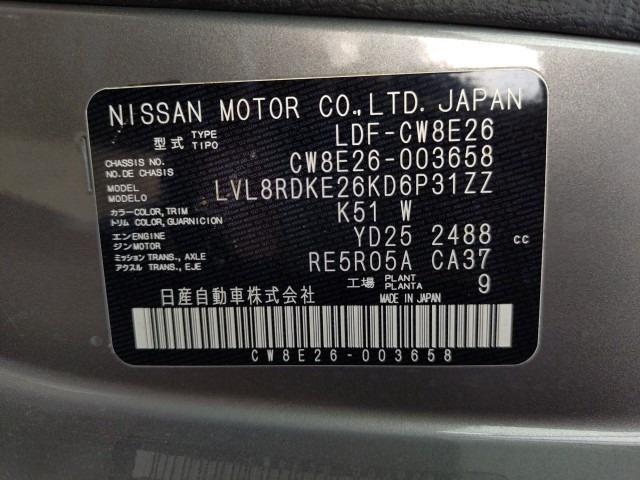 NISSAN MOTOR CO.,LTD. JAPAN
型式 TYPE TIPO LDF-CW8E26
CHASSIS NO. NO. DE CHASIS CW8E26-003658
MODEL MODELO LVL8RDKE26KD6P31ZZ
カラー COLOR, TRIM トリム COLOR, GUARNICION K51 W
エンジン ENGINE MOTOR YD25 2488 cc
ミッション TRANS., AXLE アクスル TRANS., EJE RE5R05A CA37
工場 PLANT PLANTA 9
日産自動車株式会社 MADE IN JAPAN
CW8E26-003658